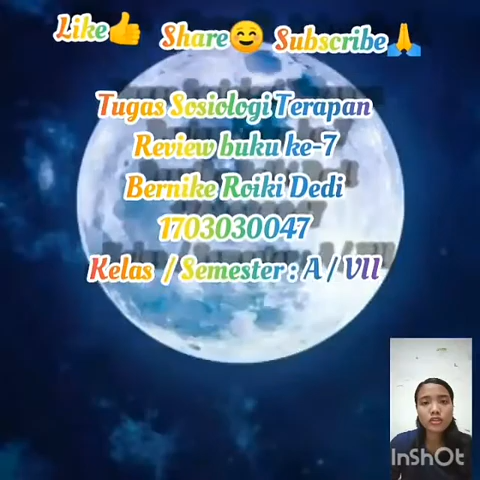 Like👍 Share😊 Subscribe🙏
Tugas Sosiologi Terapan
Review buku ke-7
Bernike Roiki Dedi
1703030047
Kelas / Semester : A / VII
InShOt